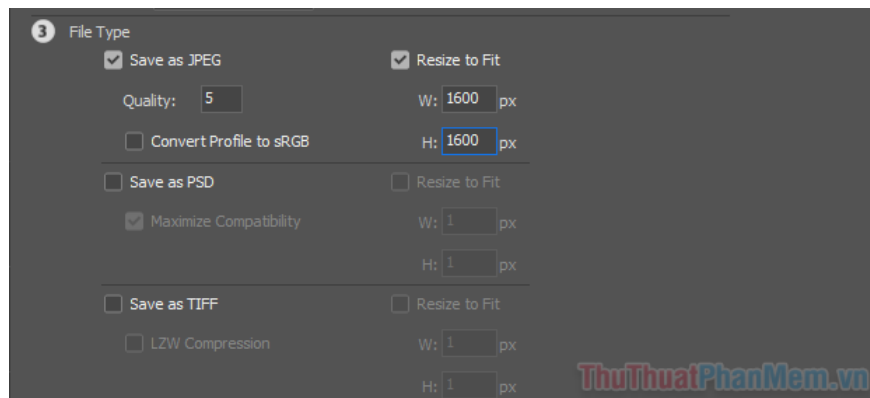 3 File Type
Save as JPEG Resize to Fit
Quality: 5 W: 1600 px
Convert Profile to sRGB H: 1600 px
Save as PSD Resize to Fit
Maximize Compatibility W: 1 px
H: 1 px
Save as TIFF Resize to Fit
LZW Compression W: 1 px
H: 1 px
ThuThuatPhanMem.vn